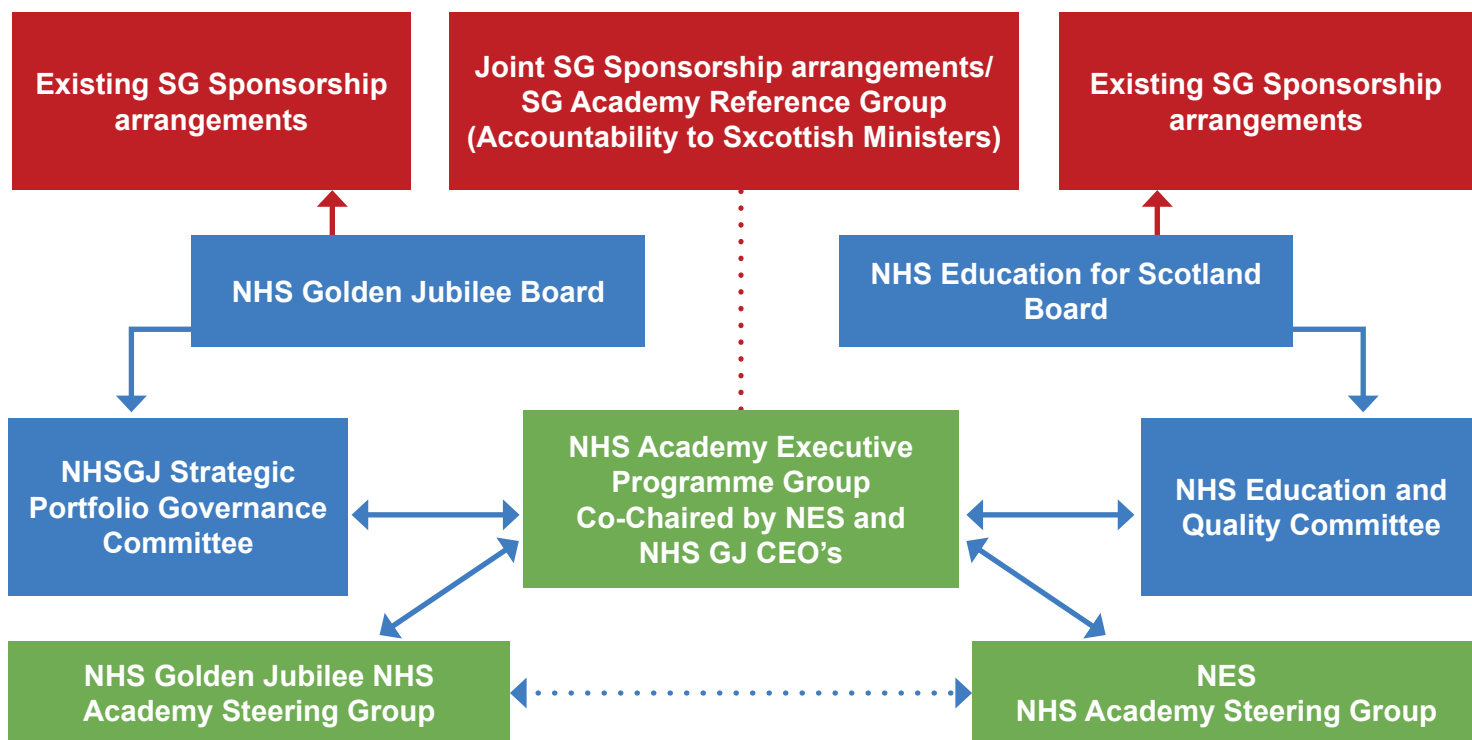 Existing SG Sponsorship
arrangements
Joint SG Sponsorship arrangements/
SG Academy Reference Group
(Accountability to Sxcottish Ministers)
Existing SG Sponsorship
arrangements
NHS Golden Jubilee Board
NHS Education for Scotland
Board
NHSGJ Strategic
Portfolio Governance
Committee
NHS Academy Executive
Programme Group
Co-Chaired by NES and
NHS GJ CEO’s
NHS Education and
Quality Committee
NHS Golden Jubilee NHS
Academy Steering Group
NES
NHS Academy Steering Group